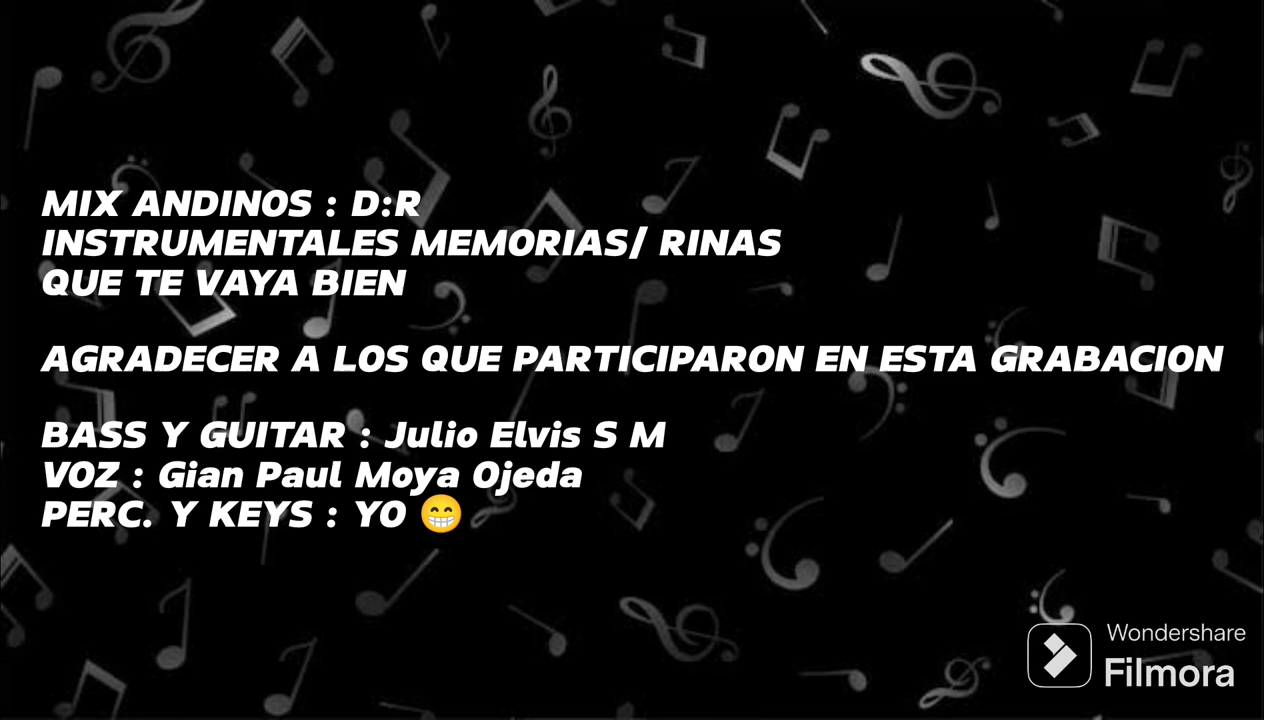 MIX ANDINOS : D:R
INSTRUMENTALES MEMORIAS/ RINAS
QUE TE VAYA BIEN
AGRADECER A LOS QUE PARTICIPARON EN ESTA GRABACION
BASS Y GUITAR : Julio Elvis S M
VOZ : Gian Paul Moya Ojeda
PERC. Y KEYS : YO 😁
Wondershare
Filmora